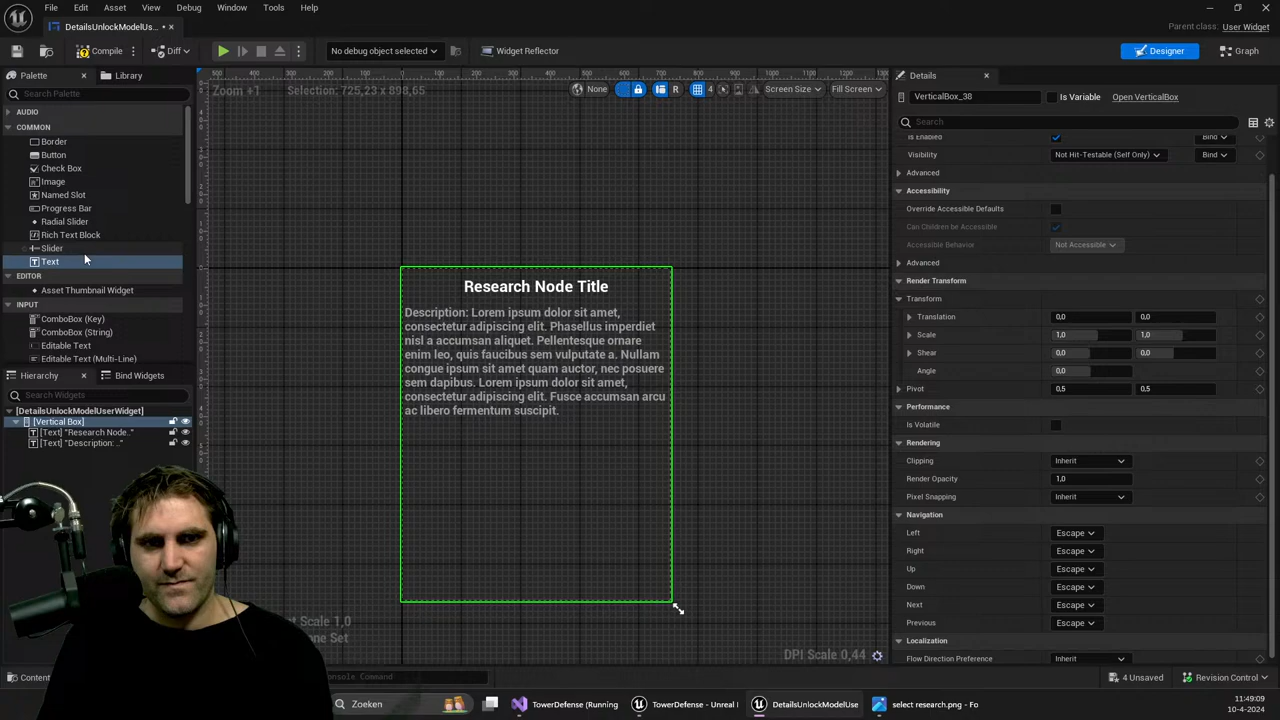 File Edit Asset View Debug Window Tools Help
DetailsUnlockModelUs...
Parent class: User Widget
Compile Diff No debug object selected Widget Reflector Designer Graph
Palette Library
Search Palette
AUDIO
COMMON
Border
Button
Check Box
Image
Named Slot
Progress Bar
Radial Slider
Rich Text Block
Slider
Text
EDITOR
Asset Thumbnail Widget
INPUT
ComboBox (Key)
ComboBox (String)
Editable Text
Editable Text (Multi-Line)
Hierarchy Bind Widgets
Search Widgets
[DetailsUnlockModelUserWidget]
[Vertical Box]
[Text] "Research Node.."
[Text] "Description: .."
Zoom +1 Selection: 725,23 x 898,65
None R 4 Screen Size Fill Screen
Research Node Title
Description: Lorem ipsum dolor sit amet,
consectetur adipiscing elit. Phasellus imperdiet
nisl a accumsan aliquet. Pellentesque ornare
enim leo, quis faucibus sem vulputate a. Nullam
congue ipsum sit amet quam auctor, nec posuere
sem dapibus. Lorem ipsum dolor sit amet,
consectetur adipiscing elit. Fusce accumsan arcu
ac libero fermentum suscipit.
Scale 1,0
Set
DPI Scale 0,44
Details
VerticalBox_38 Is Variable Open VerticalBox
Search
Is Enabled Bind
Visibility Not Hit-Testable (Self Only) Bind
Advanced
Accessibility
Override Accessible Defaults
Can Children be Accessible
Accessible Behavior Not Accessible
Advanced
Render Transform
Transform
Translation 0,0 0,0
Scale 1,0 1,0
Shear 0,0 0,0
Angle 0,0
Pivot 0,5 0,5
Performance
Is Volatile
Rendering
Clipping Inherit
Render Opacity 1,0
Pixel Snapping Inherit
Navigation
Left Escape
Right Escape
Up Escape
Down Escape
Next Escape
Previous Escape
Localization
Flow Direction Preference Inherit
Content
Console Command
4 Unsaved Revision Control
Zoeken
TowerDefense (Running
TowerDefense - Unreal
DetailsUnlockModelUse
select research.png - Fo
11:49:09
10-4-2024